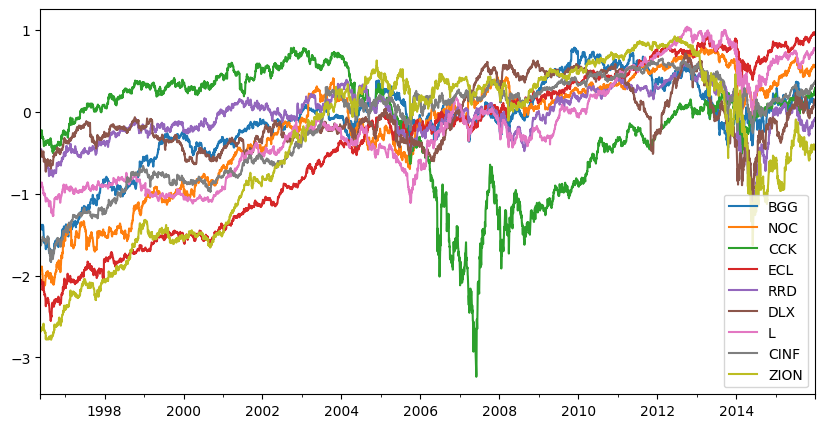 1
0
−1
−2
−3
1998
2000
2002
2004
2006
2008
2010
2012
2014
BGG
NOC
CCK
ECL
RRD
DLX
L
CINF
ZION